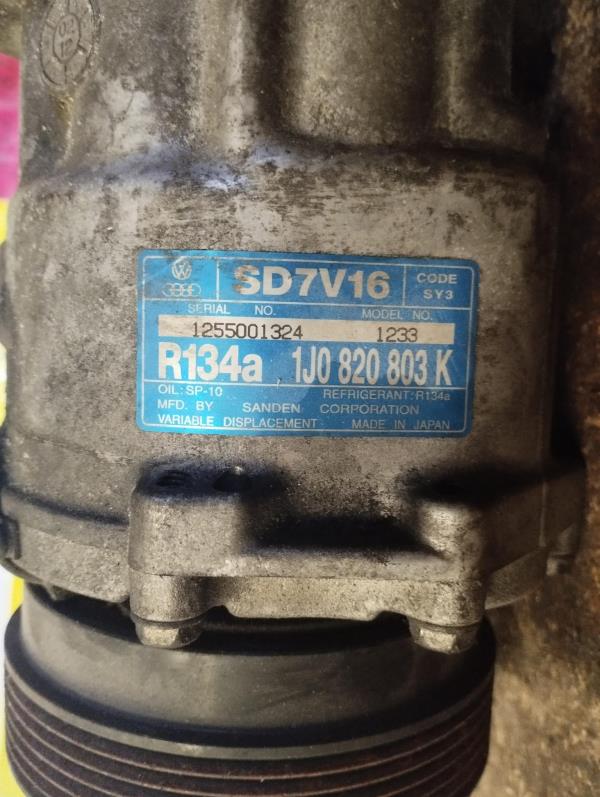 SD7V16
CODE
SY3
SERIAL NO.
MODEL NO.
1255001324
1233
R134a 1J0 820 803 K
OIL:SP-10
REFRIGERANT:R134a
MFD. BY SANDEN CORPORATION
VARIABLE DISPLACEMENT MADE IN JAPAN